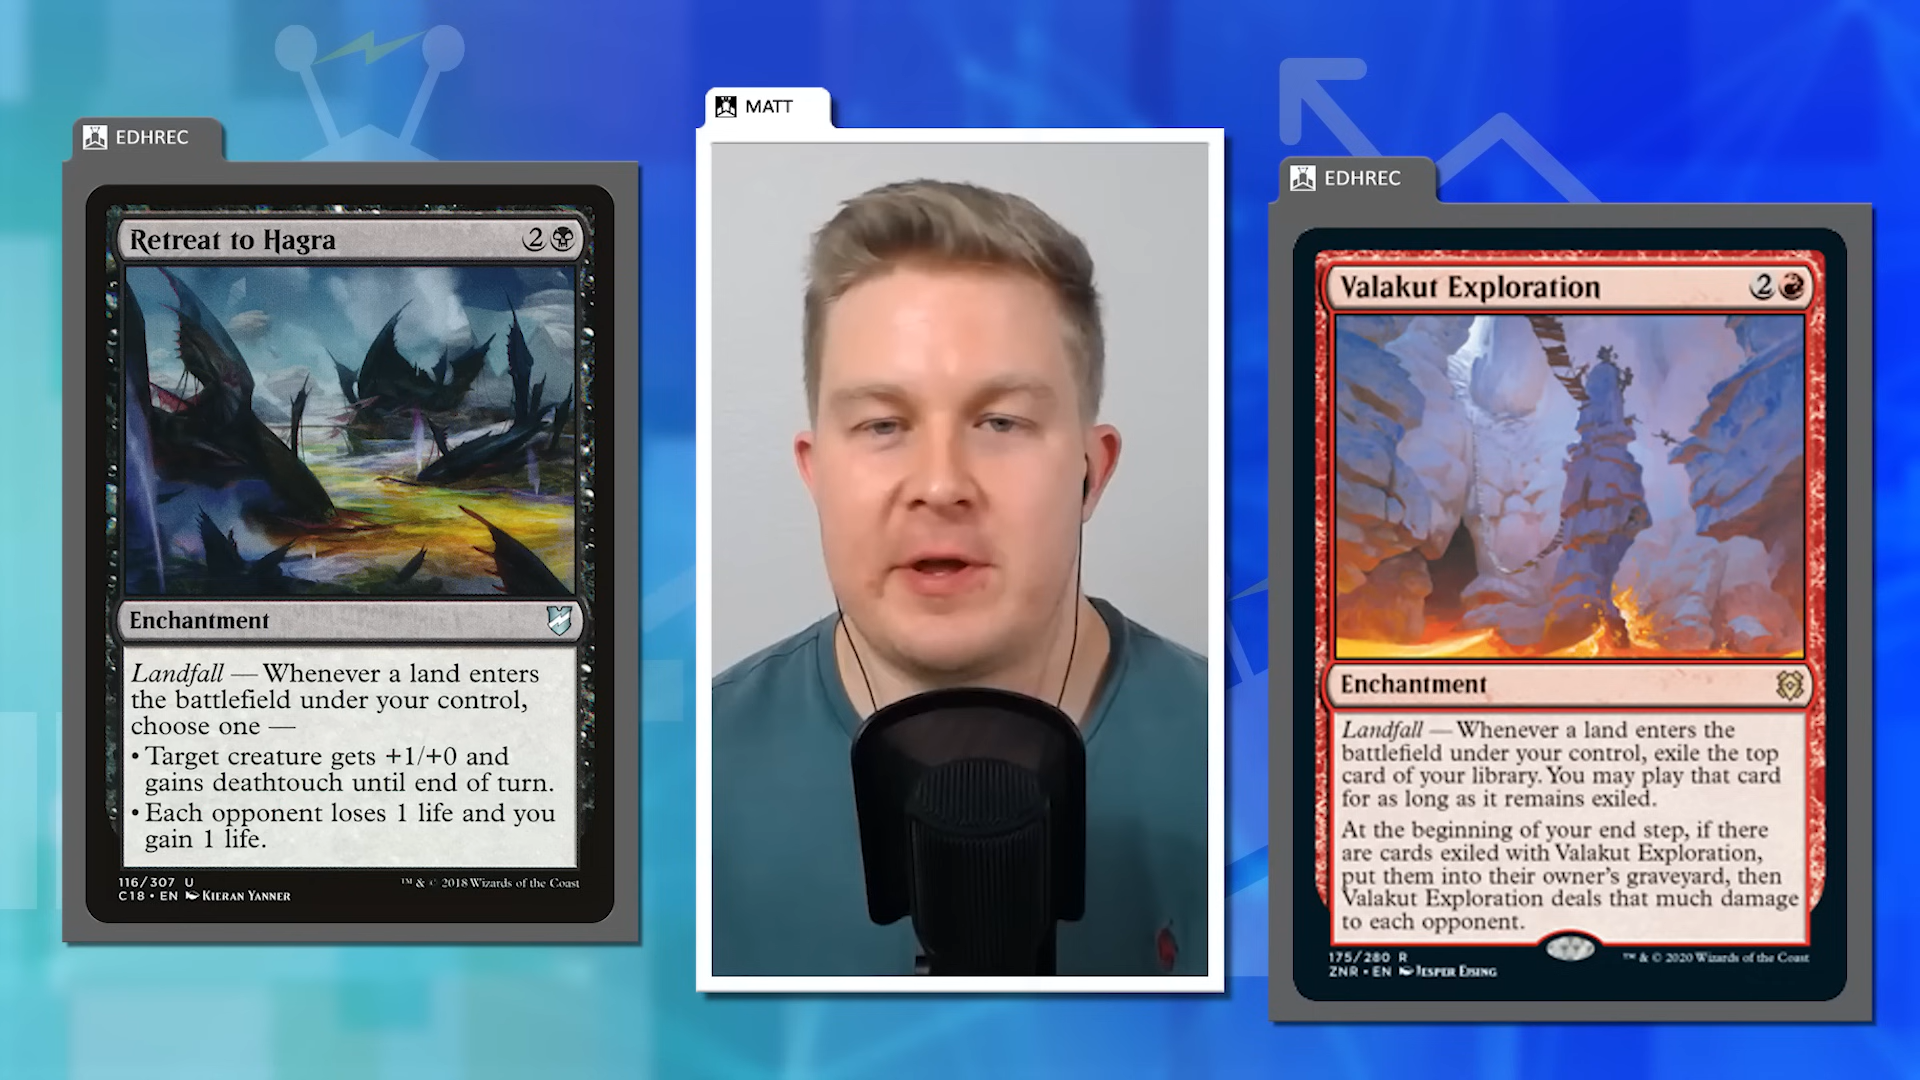 EDHREC
Retreat to Hagra 2
Enchantment
Landfall — Whenever a land enters
the battlefield under your control,
choose one —
• Target creature gets +1/+0 and
gains deathtouch until end of turn.
• Each opponent loses 1 life and you
gain 1 life.
116/307 U
C18 • EN KIERAN YANNER
™ & © 2018 Wizards of the Coast
MATT
EDHREC
Valakut Exploration 2
Enchantment
Landfall — Whenever a land enters the
battlefield under your control, exile the top
card of your library. You may play that card
for as long as it remains exiled.
At the beginning of your end step, if there
are cards exiled with Valakut Exploration,
put them into their owner's graveyard, then
Valakut Exploration deals that much damage
to each opponent.
175/280 R
ZNR • EN JESPER EJSING
™ & © 2020 Wizards of the Coast